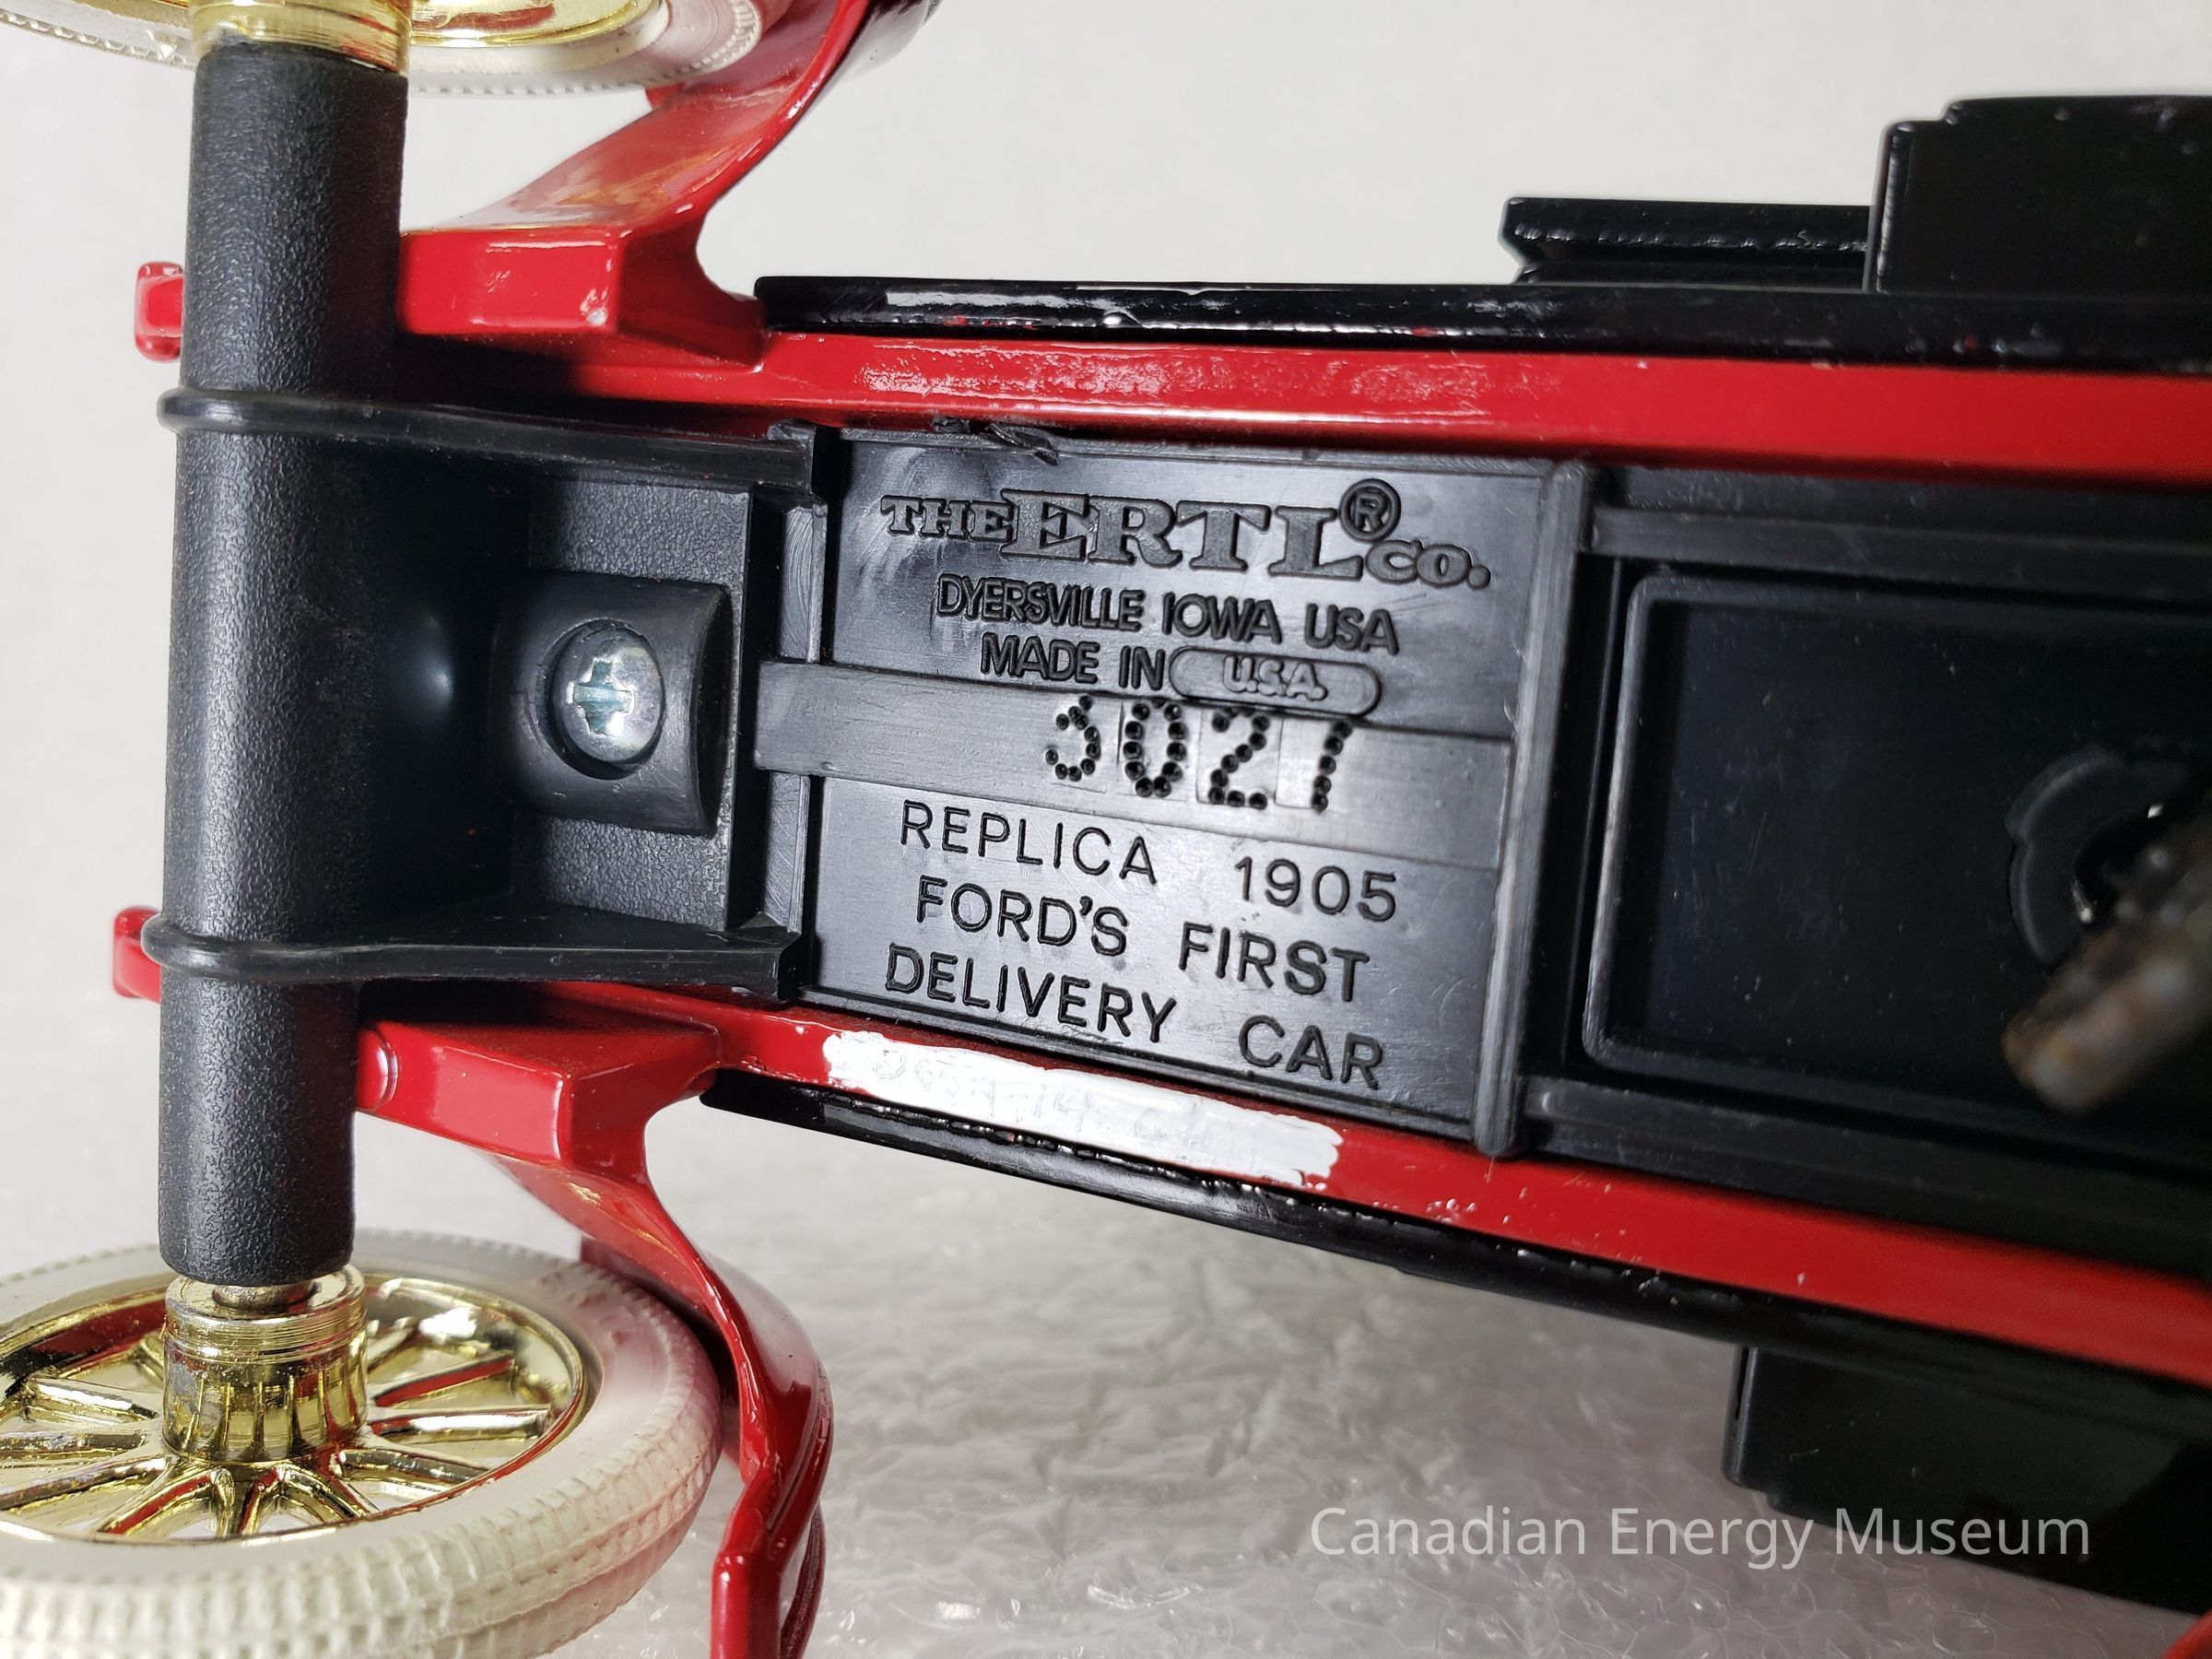 THE ERTL® CO.
DYERSVILLE IOWA USA
MADE IN U.S.A.
3027
REPLICA 1905
FORD'S FIRST
DELIVERY CAR
Canadian Energy Museum